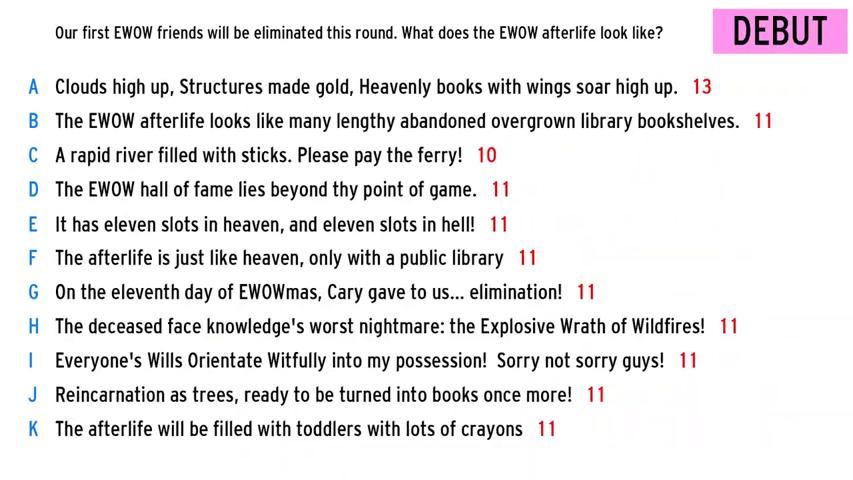 Our first EWOW friends will be eliminated this round. What does the EWOW afterlife look like?
DEBUT
A Clouds high up, Structures made gold, Heavenly books with wings soar high up. 13
B The EWOW afterlife looks like many lengthy abandoned overgrown library bookshelves. 11
C A rapid river filled with sticks. Please pay the ferry! 10
D The EWOW hall of fame lies beyond thy point of game. 11
E It has eleven slots in heaven, and eleven slots in hell! 11
F The afterlife is just like heaven, only with a public library 11
G On the eleventh day of EWOWmas, Cary gave to us... elimination! 11
H The deceased face knowledge's worst nightmare: the Explosive Wrath of Wildfires! 11
I Everyone's Wills Orientate Witfully into my possession! Sorry not sorry guys! 11
J Reincarnation as trees, ready to be turned into books once more! 11
K The afterlife will be filled with toddlers with lots of crayons 11